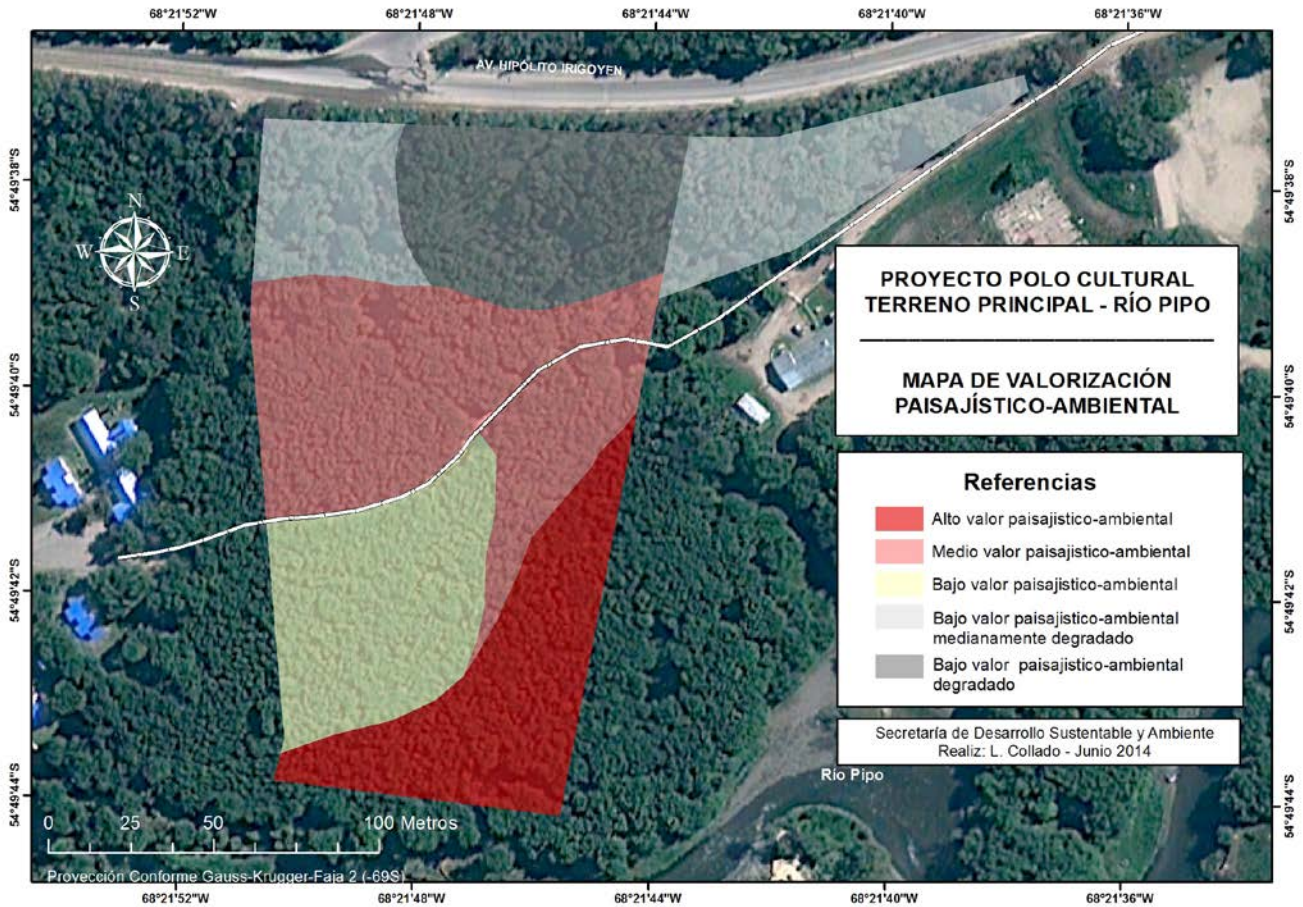 68°21'52"W
68°21'48"W
68°21'44"W
68°21'40"W
68°21'36"W
AV. HIPÓLITO IRIGOYEN
54°49'38"S
54°49'38"S
N
W
E
S
PROYECTO POLO CULTURAL
TERRENO PRINCIPAL - RÍO PIPO
MAPA DE VALORIZACIÓN
PAISAJÍSTICO-AMBIENTAL
54°49'40"S
54°49'40"S
Referencias
Alto valor paisajistico-ambiental
Medio valor paisajistico-ambiental
Bajo valor paisajistico-ambiental
Bajo valor paisajistico-ambiental
medianamente degradado
Bajo valor paisajistico-ambiental
degradado
54°49'42"S
54°49'42"S
Secretaría de Desarrollo Sustentable y Ambiente
Realiz: L. Collado - Junio 2014
Río Pipo
54°49'44"S
54°49'44"S
0 25 50 100 Metros
Proyección Conforme Gauss-Krugger-Faja 2 (-69S)
68°21'52"W
68°21'48"W
68°21'44"W
68°21'40"W
68°21'36"W